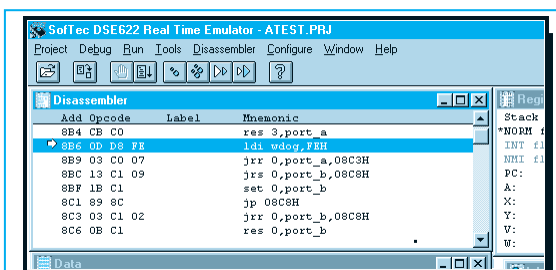 SofTec DSE622 Real Time Emulator - ATEST.PRJ
Project Debug Run Tools Disassembler Configure Window Help
Disassembler
Add Opcode Label Mnemonic
8B4 CB C0 res 3,port_a
8B6 0D D8 FE ldi wdog,FEH
8B9 03 C0 07 jrr 0,port_a,08C3H
8BC 13 C1 09 jrs 0,port_b,08C8H
8BF 1B C1 set 0,port_b
8C1 89 8C jp 08C8H
8C3 03 C1 02 jrr 0,port_b,08C8H
8C6 0B C1 res 0,port_b
Regi
Stack
*NORM f
INT fl
NMI fl
PC:
A:
X:
Y:
V:
W:
Data